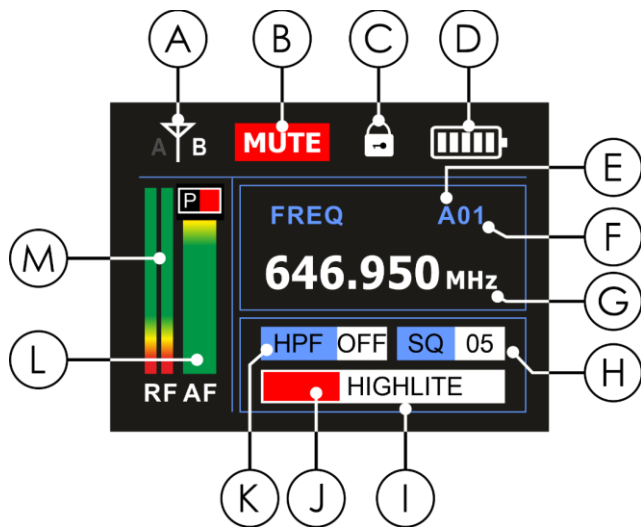 A B C D
A B MUTE
E
P FREQ A01
F
M
646.950 MHz
G
HPF OFF SQ 05
L H
HIGHLITE
RF AF
K J I